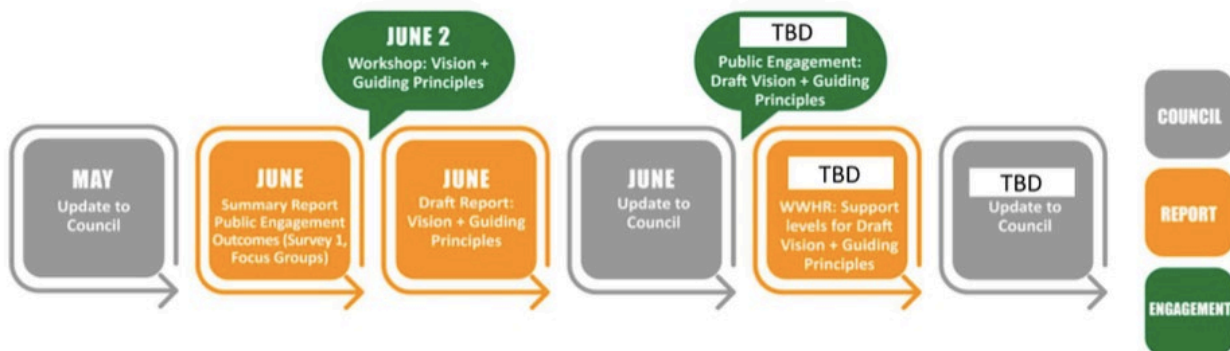 JUNE 2
Workshop: Vision +
Guiding Principles
TBD
Public Engagement:
Draft Vision + Guiding
Principles
MAY
Update to
Council
JUNE
Summary Report
Public Engagement
Outcomes (Survey 1,
Focus Groups)
JUNE
Draft Report:
Vision + Guiding
Principles
JUNE
Update to
Council
TBD
WWHR: Support
levels for Draft
Vision + Guiding
Principles
TBD
Update to
Council
COUNCIL
REPORT
ENGAGEMENT